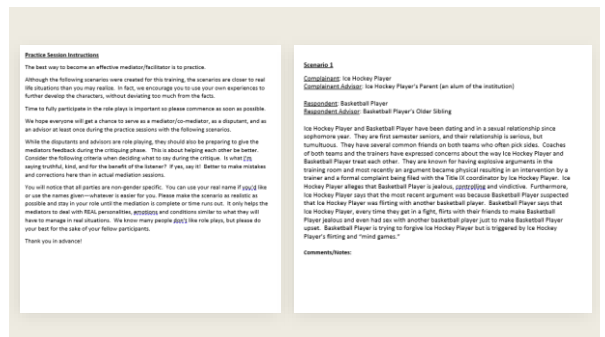 Practice Session Instructions
The best way to become an effective mediator/facilitator is to practice.
Although the following scenarios were created for this training, the scenarios are closer to real
life situations than you may realize. In fact, we encourage you to use your own experiences to
further develop the characters, without deviating too much from the facts.
Time to fully participate in the role plays is important so please commence as soon as possible.
We hope everyone will get a chance to serve as a mediator/co-mediator, as a disputant, and as
an advisor at least once during the practice sessions with the following scenarios.
While the disputants and advisors are role playing, they should also be preparing to give the
mediators feedback during the critiquing phase. This is about helping each other be better.
Consider the following criteria when deciding what to say during the critique. Is what I'm
saying truthful, kind, and for the benefit of the listener? If yes, say it! Better to make mistakes
and corrections here than in actual mediation sessions.
You will notice that all parties are non-gender specific. You can use your real name if you'd like
or use the names given—whatever is easier for you. Please make the scenario as realistic as
possible and stay in your role until the mediation is complete or time runs out. It only helps the
mediators to deal with REAL personalities, emotions and conditions similar to what they will
have to manage in real situations. We know many people don't like role plays, but please do
your best for the sake of your fellow participants.
Thank you in advance!
Scenario 1
Complainant: Ice Hockey Player
Complainant Advisor: Ice Hockey Player's Parent (an alum of the institution)
Respondent: Basketball Player
Respondent Advisor: Basketball Player's Older Sibling
Ice Hockey Player and Basketball Player have been dating and in a sexual relationship since
sophomore year. They are first semester seniors, and their relationship is serious, but
tumultuous. They have several common friends on both teams who often pick sides. Coaches
of both teams and the trainers have expressed concerns about the way Ice Hockey Player and
Basketball Player treat each other. They are known for having explosive arguments in the
training room and most recently an argument became physical resulting in an intervention by a
trainer and a formal complaint being filed with the Title IX coordinator by Ice Hockey Player. Ice
Hockey Player alleges that Basketball Player is jealous, controlling and vindictive. Furthermore,
Ice Hockey Player says that the most recent argument was because Basketball Player suspected
that Ice Hockey Player was flirting with another basketball player. Basketball Player says that
Ice Hockey Player, every time they get in a fight, flirts with their friends to make Basketball
Player jealous and even had sex with another basketball player just to make Basketball Player
upset. Basketball Player is trying to forgive Ice Hockey Player but is triggered by Ice Hockey
Player's flirting and "mind games."
Comments/Notes: